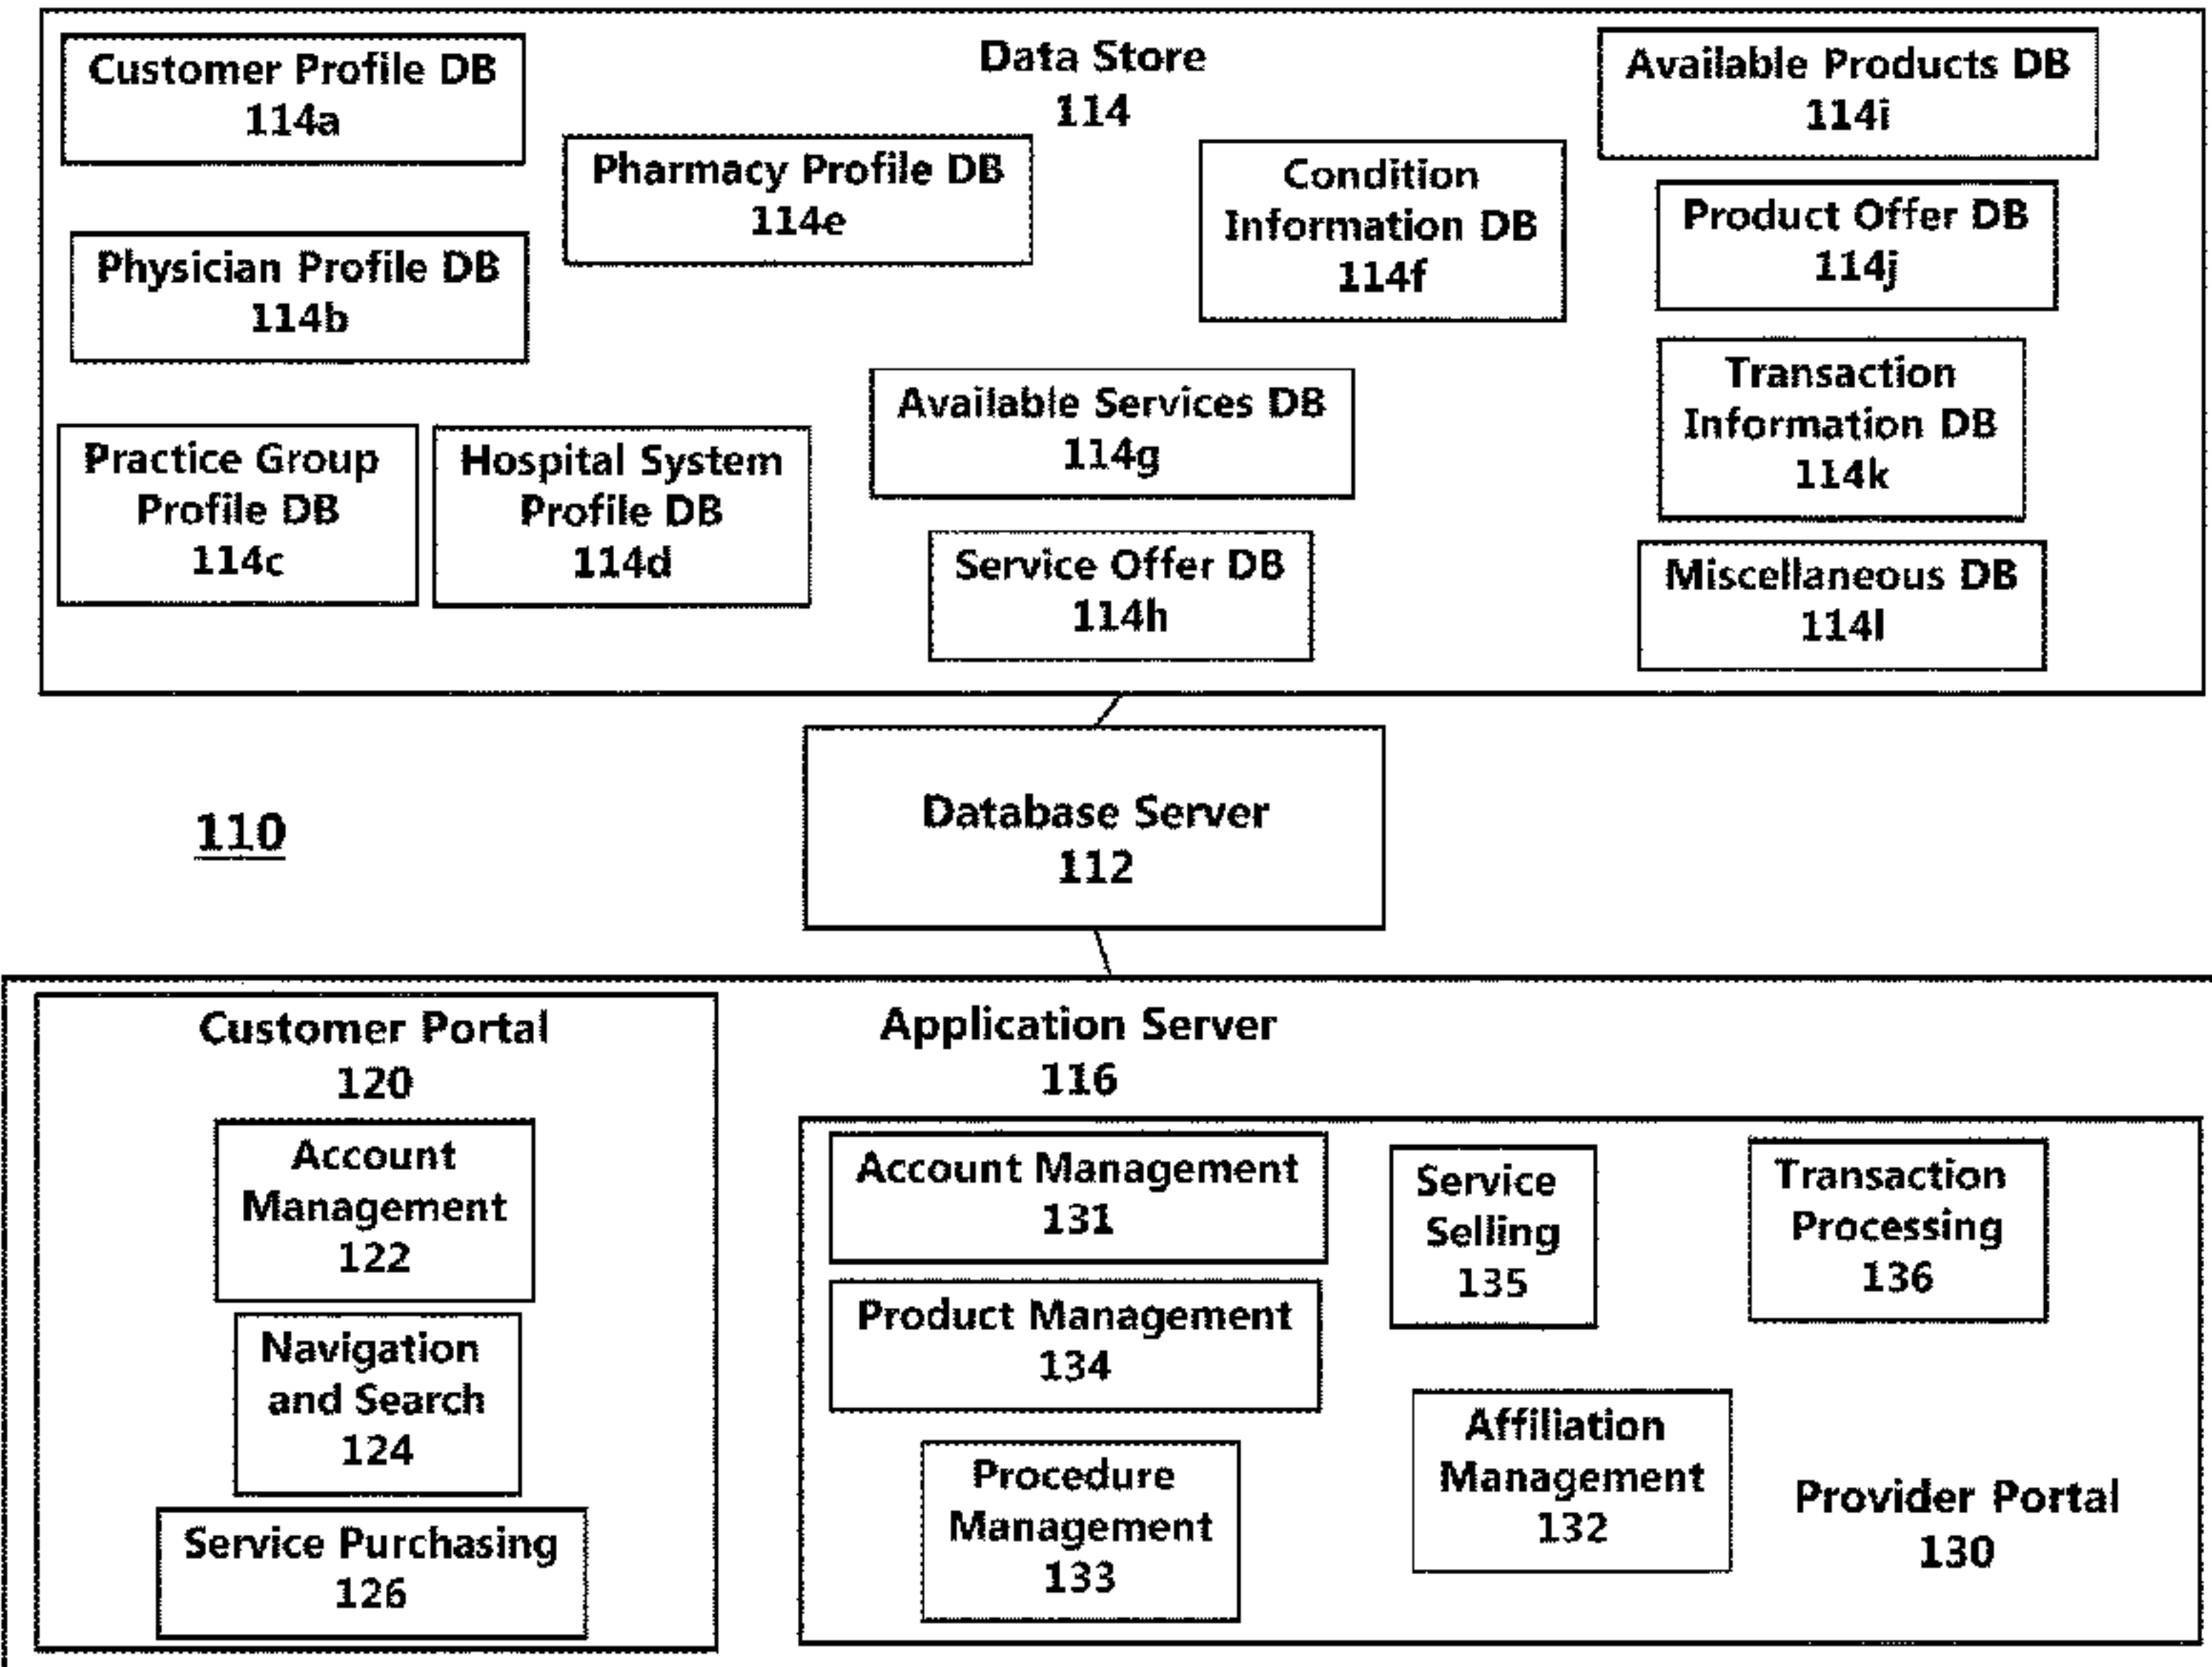 Data Store
114
Customer Profile DB
114a
Physician Profile DB
114b
Practice Group
Profile DB
114c
Hospital System
Profile DB
114d
Pharmacy Profile DB
114e
Condition
Information DB
114f
Available Services DB
114g
Service Offer DB
114h
Available Products DB
114i
Product Offer DB
114j
Transaction
Information DB
114k
Miscellaneous DB
114l
110
Database Server
112
Application Server
116
Customer Portal
120
Account
Management
122
Navigation
and Search
124
Service Purchasing
126
Account Management
131
Product Management
134
Procedure
Management
133
Service
Selling
135
Affiliation
Management
132
Transaction
Processing
136
Provider Portal
130